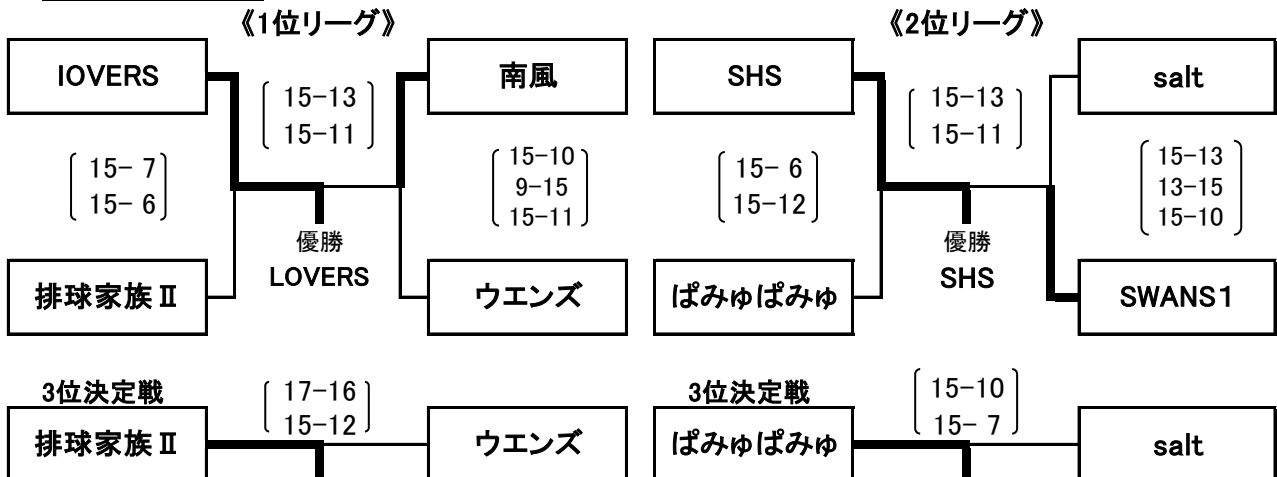 《1位リーグ》
IOVERS
南風
15-13
15-11
15- 7
15- 6
15-10
9-15
15-11
優勝
LOVERS
排球家族Ⅱ
ウエンズ
3位決定戦
17-16
15-12
排球家族Ⅱ
ウエンズ
《2位リーグ》
SHS
salt
15-13
15-11
15- 6
15-12
15-13
13-15
15-10
優勝
SHS
ぱみゅぱみゅ
SWANS1
3位決定戦
15-10
15- 7
ぱみゅぱみゅ
salt